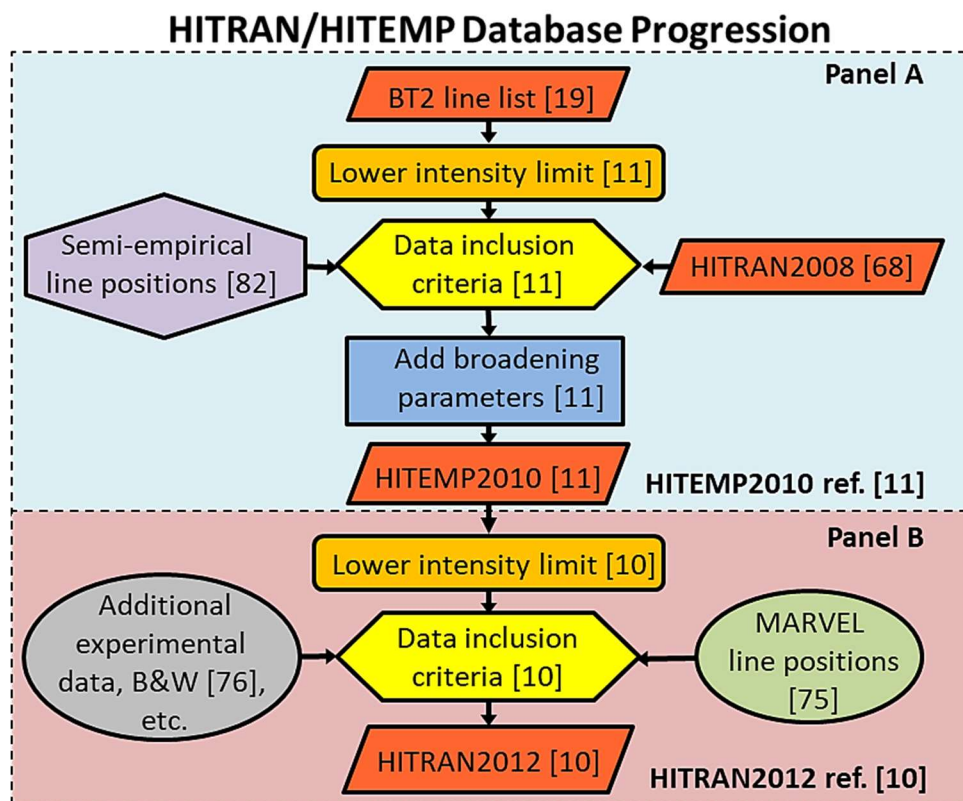 HITRAN/HITEMP Database Progression
Panel A
BT2 line list [19]
Lower intensity limit [11]
Semi-empirical
line positions [82]
Data inclusion
criteria [11]
HITRAN2008 [68]
Add broadening
parameters [11]
HITEMP2010 [11]
HITEMP2010 ref. [11]
Panel B
Lower intensity limit [10]
Additional
experimental
data, B&W [76],
etc.
Data inclusion
criteria [10]
MARVEL
line positions
[75]
HITRAN2012 [10]
HITRAN2012 ref. [10]